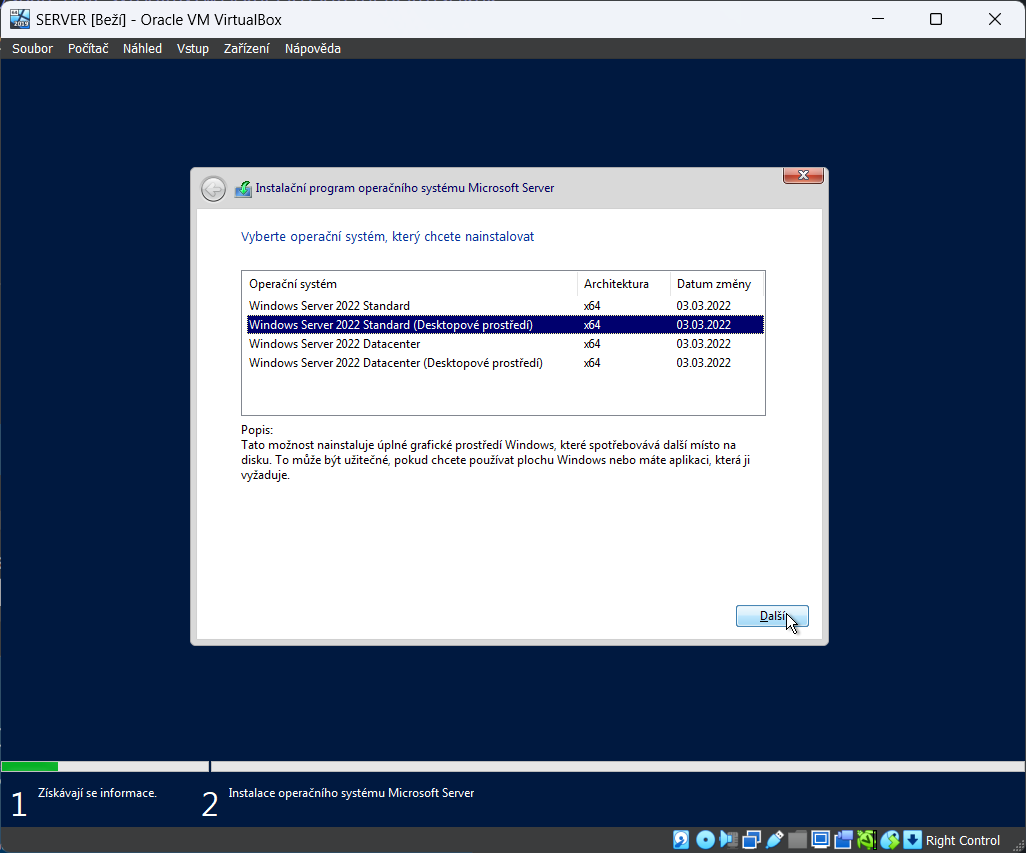 SERVER [Beží] - Oracle VM VirtualBox
Soubor Počítač Náhled Vstup Zařízení Nápověda
Instalační program operačního systému Microsoft Server
Vyberte operační systém, který chcete nainstalovat
Operační systém Architektura Datum změny
Windows Server 2022 Standard x64 03.03.2022
Windows Server 2022 Standard (Desktopové prostředí) x64 03.03.2022
Windows Server 2022 Datacenter x64 03.03.2022
Windows Server 2022 Datacenter (Desktopové prostředí) x64 03.03.2022
Popis:
Tato možnost nainstaluje úplné grafické prostředí Windows, které spotřebovává další místo na
disku. To může být užitečné, pokud chcete používat plochu Windows nebo máte aplikaci, která ji
vyžaduje.
Další
1 Získávají se informace. 2 Instalace operačního systému Microsoft Server
Right Control